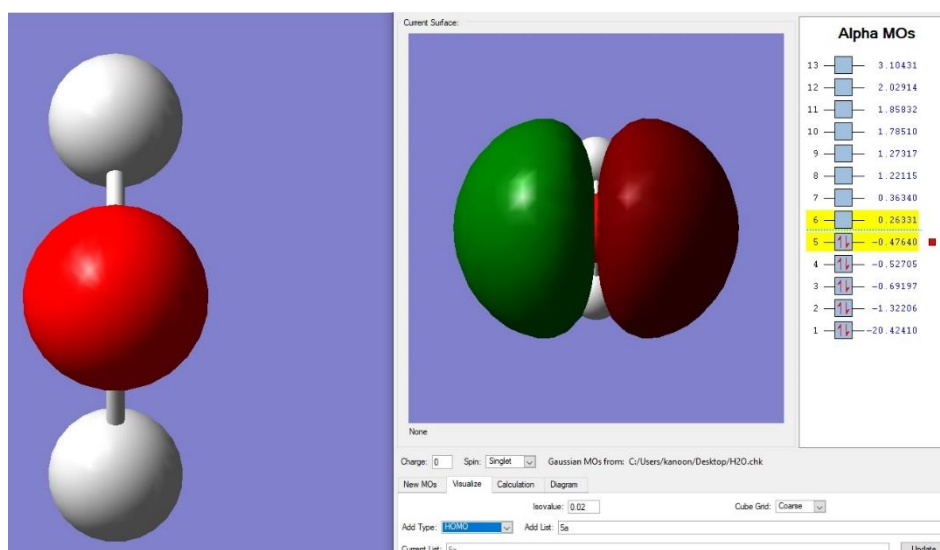 Current Surface:
Alpha MOs
13 3.10431
12 2.02914
11 1.85832
10 1.78510
9 1.27317
8 1.22115
7 0.36340
6 0.26331
5 -0.47640
4 -0.52705
3 -0.69197
2 -1.32206
1 -20.42410
None
Charge: 0 Spin: Singlet Gaussian MOs from: C:/Users/kanoon/Desktop/H2O.chk
New MOs Visualize Calculation Diagram
Isovalue: 0.02 Cube Grid: Coarse
Add Type: HOMO Add List: 5a
Current List: 5a Update